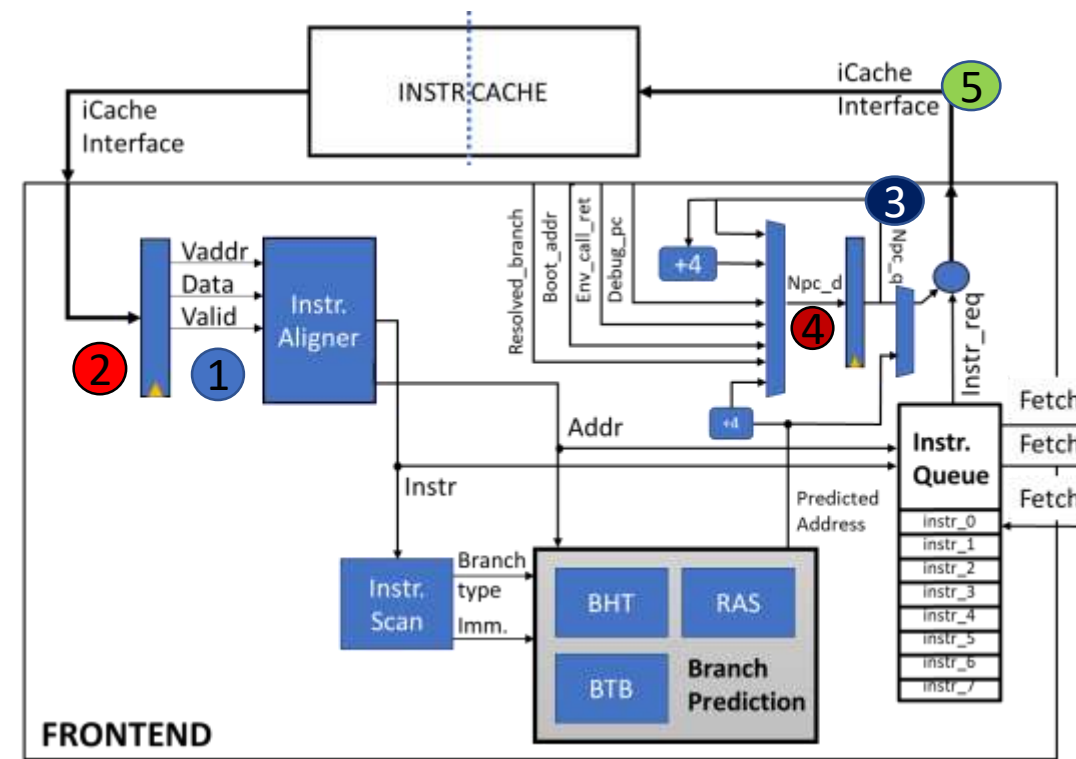 INSTR CACHE
iCache
Interface
iCache
Interface
5
3
Resolved_branch
Boot_addr
Env_call_ret
Debug_pc
+4
Npc_d
Npc_q
4
Instr_req
Vaddr
Data
Valid
2
1
Instr.
Aligner
+4
Addr
Instr
Predicted
Address
Instr.
Queue
Fetch
Fetch
Fetch
instr_0
instr_1
instr_2
instr_3
instr_4
instr_5
instr_6
instr_7
Instr.
Scan
Branch
type
Imm.
BHT
RAS
BTB
Branch
Prediction
FRONTEND